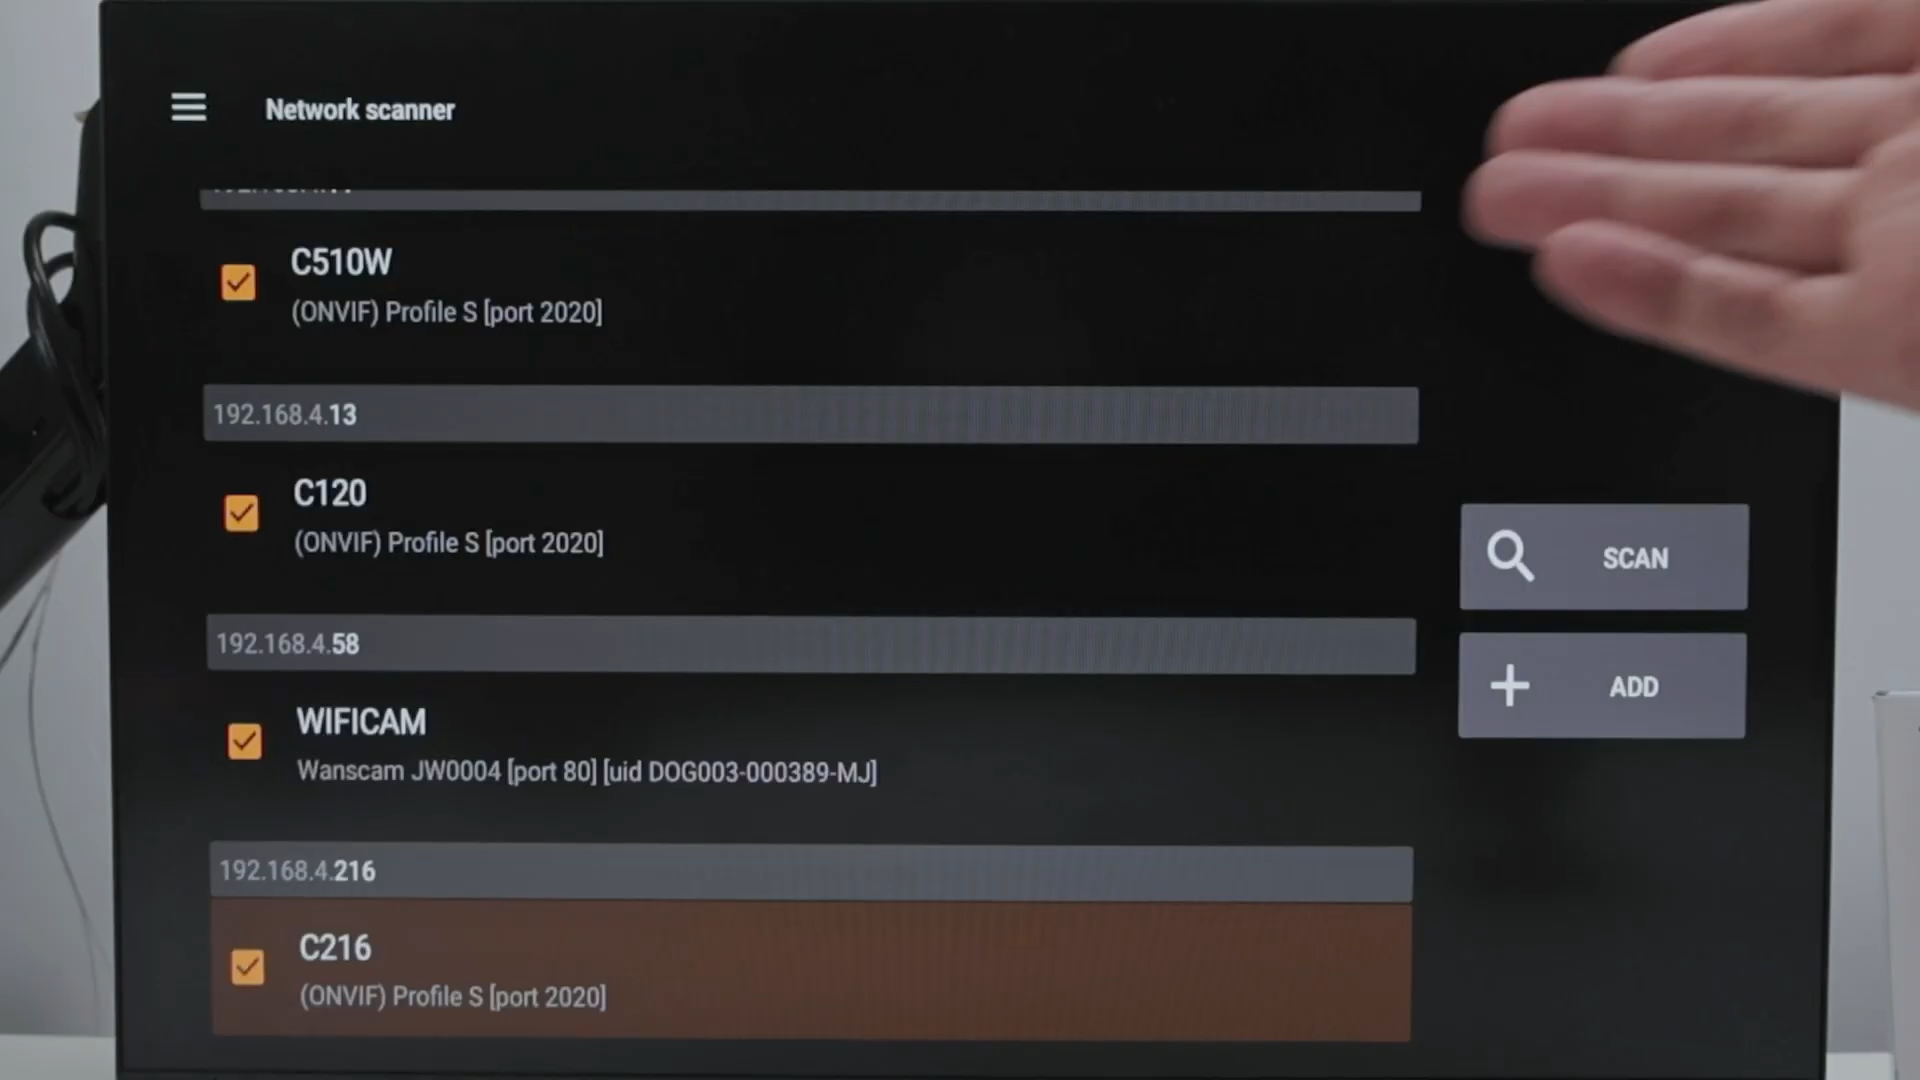 Network scanner
C510W
(ONVIF) Profile S [port 2020]
192.168.4.13
C120
(ONVIF) Profile S [port 2020]
192.168.4.58
WIFICAM
Wanscam JW0004 [port 80] [uid DOG003-000389-MJ]
192.168.4.216
C216
(ONVIF) Profile S [port 2020]
SCAN
ADD